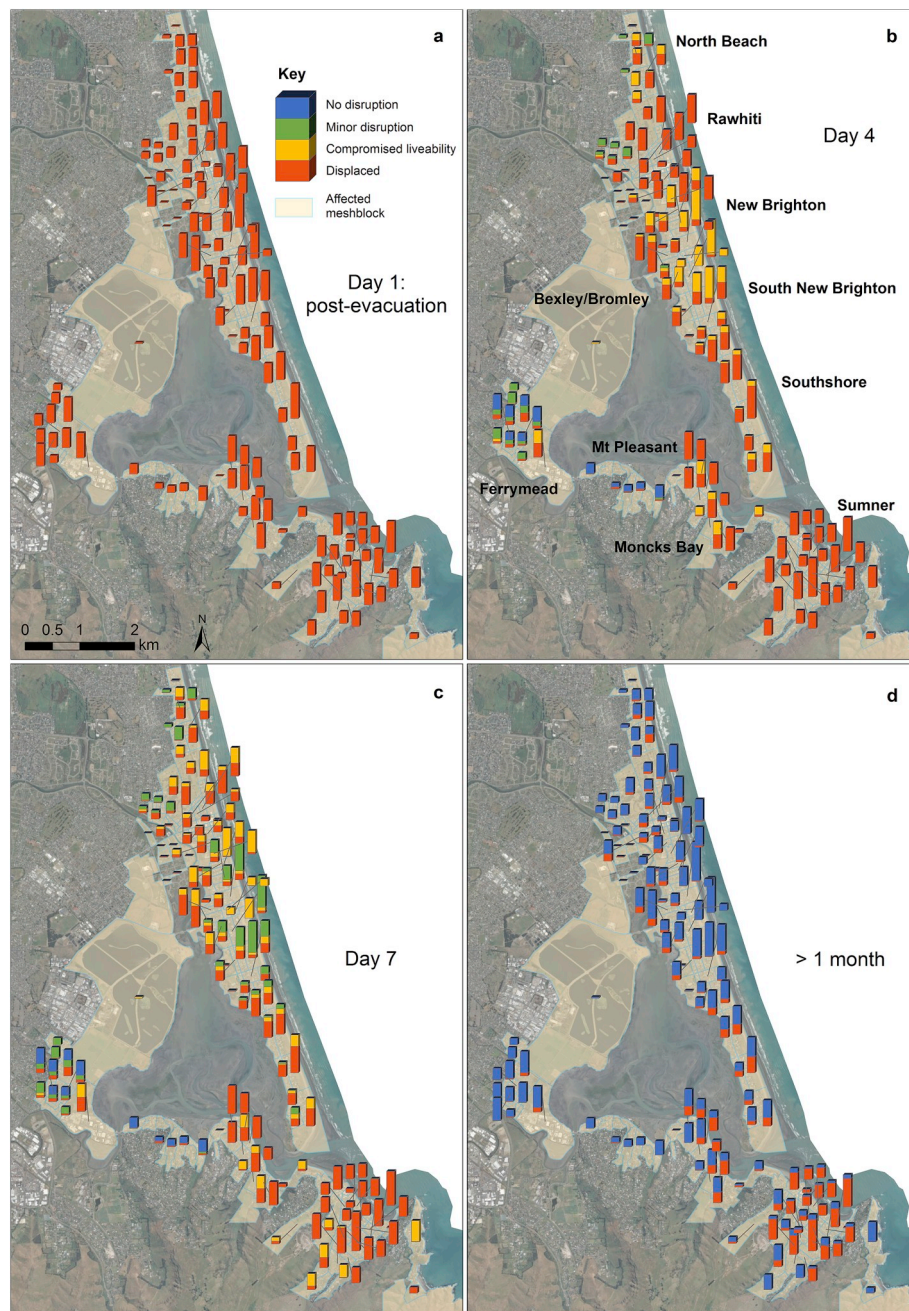 a
Key
No disruption
Minor disruption
Compromised liveability
Displaced
Affected
meshblock
Day 1:
post-evacuation
0 0.5 1 2
km
N
b
North Beach
Rawhiti
Day 4
New Brighton
South New Brighton
Bexley/Bromley
Southshore
Mt Pleasant
Ferrymead
Sumner
Moncks Bay
c
Day 7
d
> 1 month